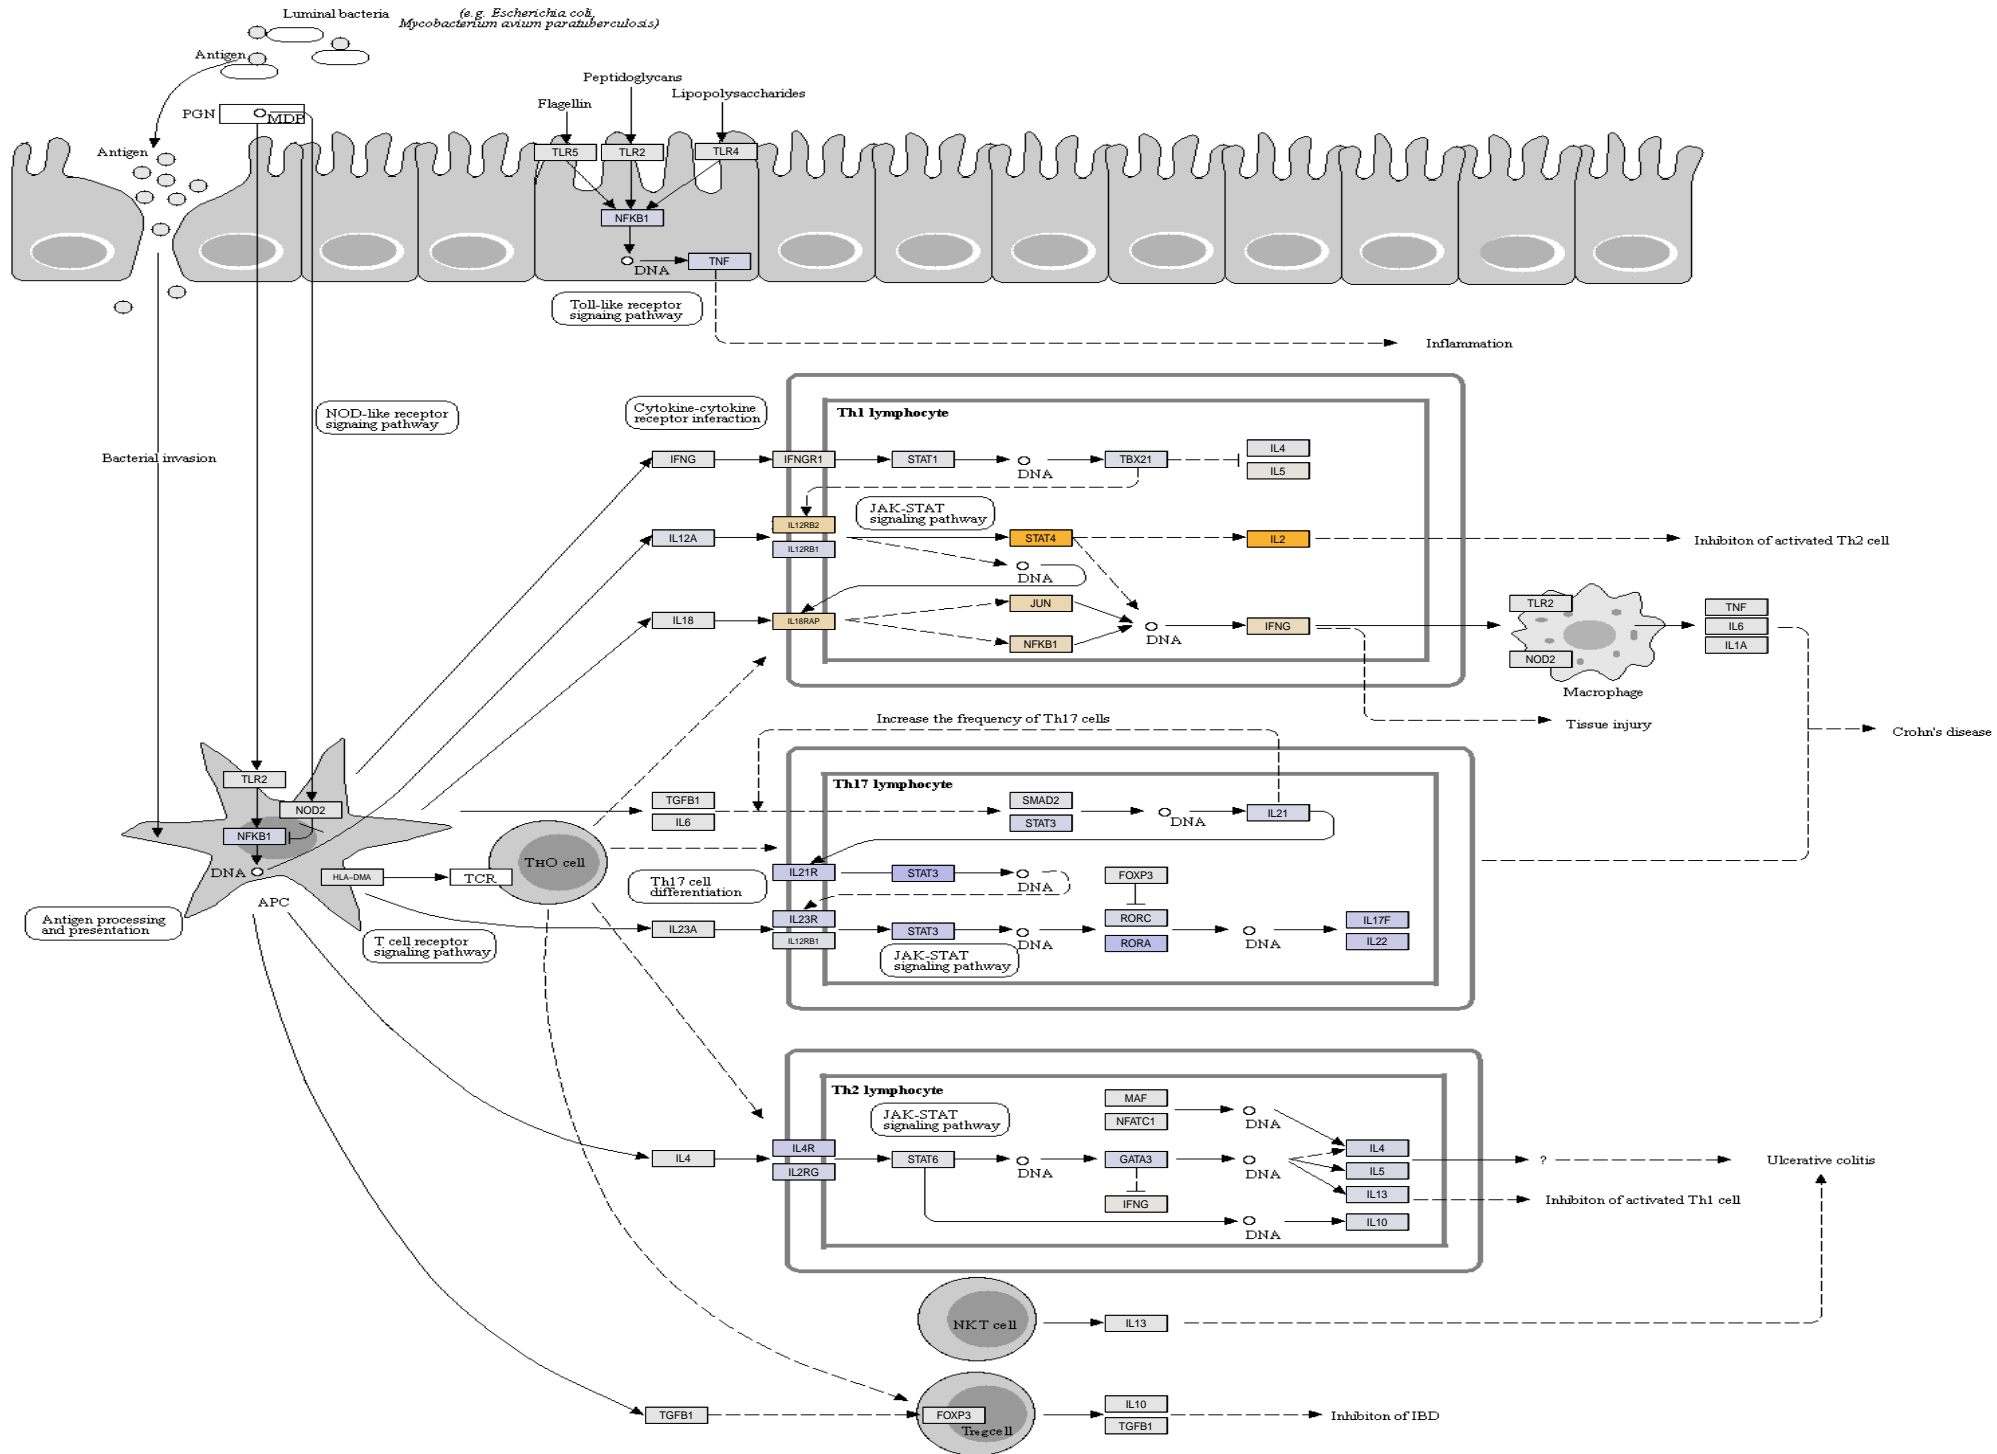 Luminal bacteria
(e.g. Escherichia coli,
Mycobacterium avium paratuberculosis)
Antigen
Peptidoglycans
Flagellin
Lipopolysaccharides
PGN
MDP
Antigen
TLR5
TLR2
TLR4
NFKB1
DNA
TNF
Toll-like receptor
signaing pathway
Inflammation
NOD-like receptor
signaing pathway
Cytokine-cytokine
receptor inferaction
Th1 lymphocyte
Bacterial invasion
IFNG
IFNGR1
STAT1
DNA
TBX21
IL4
IL5
JAK-STAT
signaling pathway
IL12A
IL12RB2
IL12RB1
STAT4
IL2
Inhibiton of activated Th2 cell
DNA
IL18
IL18RAP
JUN
NFKB1
DNA
IFNG
TLR2
NOD2
Macrophage
TNF
IL6
IL1A
Tissue injury
Crohn's disease
Increase the frequency of Th17 cells
Th17 lymphocyte
TLR2
NOD2
NFKB1
DNA
APC
HLA-DMA
TCR
THO cell
TGFB1
IL6
SMAD2
STAT3
DNA
IL21
Th17 cell
differentiation
IL21R
STAT3
DNA
FOXP3
IL23A
IL23R
IL12RB1
STAT3
DNA
RORC
RORA
DNA
IL17F
IL22
JAK-STAT
signaling pathway
Antigen processing
and presentation
T cell receptor
signaling pathway
Th2 lymphocyte
JAK-STAT
signaling pathway
MAF
NFATC1
DNA
IL4
IL4R
IL2RG
STAT6
DNA
GATA3
IFNG
DNA
IL4
IL5
IL13
IL10
DNA
?
Ulcerative colitis
Inhibiton of activated Th1 cell
NKT cell
IL13
TGFB1
FOXP3
Treg cell
IL10
TGFB1
Inhibiton of IBD